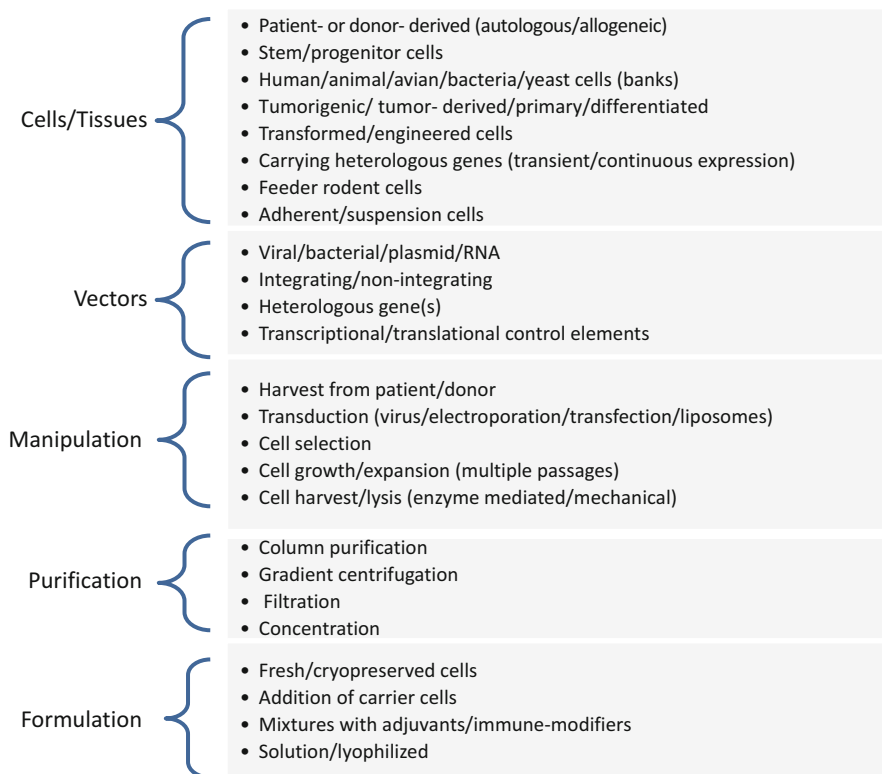 Cells/Tissues
• Patient- or donor- derived (autologous/allogeneic)
• Stem/progenitor cells
• Human/animal/avian/bacteria/yeast cells (banks)
• Tumorigenic/ tumor- derived/primary/differentiated
• Transformed/engineered cells
• Carrying heterologous genes (transient/continuous expression)
• Feeder rodent cells
• Adherent/suspension cells
Vectors
• Viral/bacterial/plasmid/RNA
• Integrating/non-integrating
• Heterologous gene(s)
• Transcriptional/translational control elements
Manipulation
• Harvest from patient/donor
• Transduction (virus/electroporation/transfection/liposomes)
• Cell selection
• Cell growth/expansion (multiple passages)
• Cell harvest/lysis (enzyme mediated/mechanical)
Purification
• Column purification
• Gradient centrifugation
• Filtration
• Concentration
Formulation
• Fresh/cryopreserved cells
• Addition of carrier cells
• Mixtures with adjuvants/immune-modifiers
• Solution/lyophilized